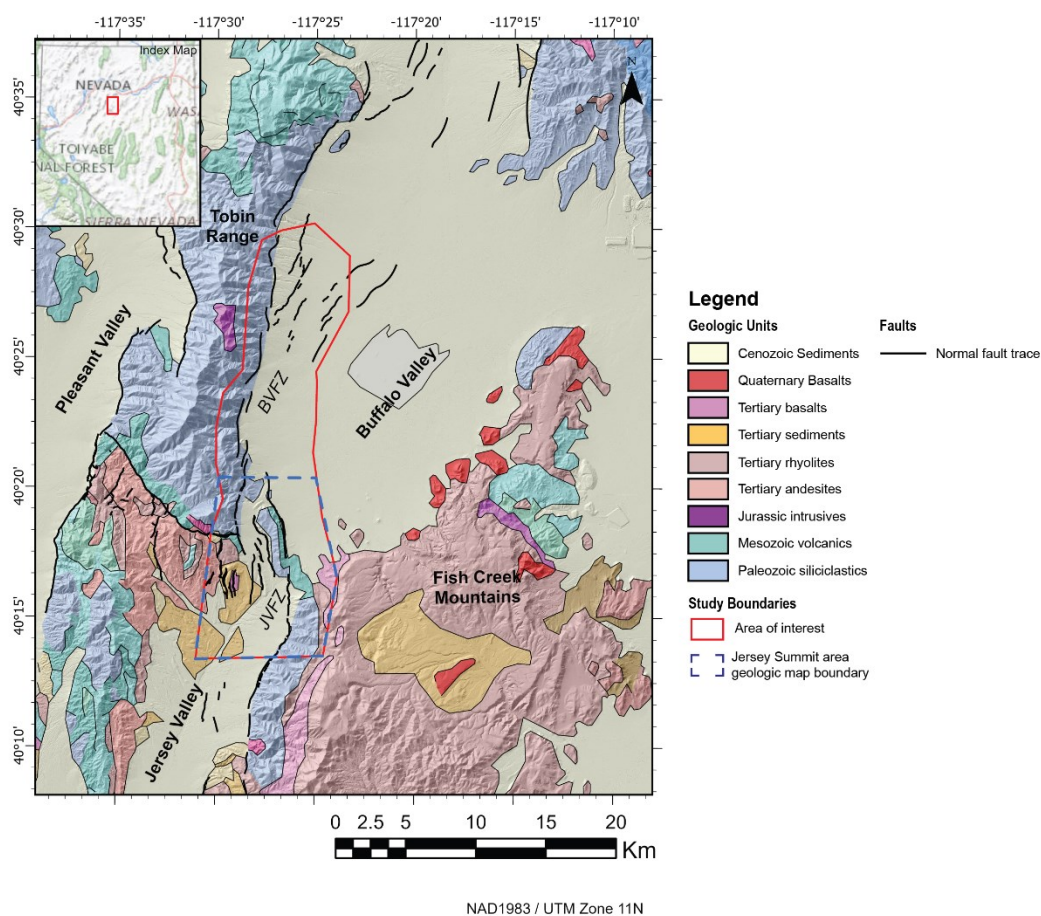 -117°35' -117°30' -117°25' -117°20' -117°15' -117°10'
Index Map
NEVADA
WAS
TOIYABE
NAL FOREST
SIERRA NEVADA
N
40°35'
40°30'
40°25'
40°20'
40°15'
40°10'
Tobin
Range
Pleasant Valley
BVFZ
Buffalo Valley
Fish Creek
Mountains
JVFZ
Jersey Valley
Legend
Geologic Units
Cenozoic Sediments
Quaternary Basalts
Tertiary basalts
Tertiary sediments
Tertiary rhyolites
Tertiary andesites
Jurassic intrusives
Mesozoic volcanics
Paleozoic siliciclastics
Faults
Normal fault trace
Study Boundaries
Area of interest
Jersey Summit area
geologic map boundary
0 2.5 5 10 15 20
Km
NAD1983 / UTM Zone 11N